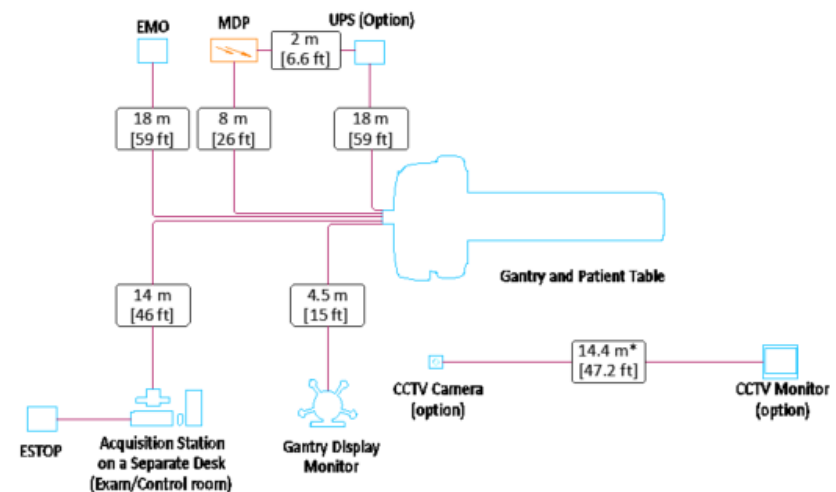 EMO
MDP
UPS (Option)
2 m
[6.6 ft]
18 m
[59 ft]
8 m
[26 ft]
18 m
[59 ft]
Gantry and Patient Table
14 m
[46 ft]
4.5 m
[15 ft]
14.4 m*
[47.2 ft]
CCTV Camera
(option)
CCTV Monitor
(option)
ESTOP
Acquisition Station
on a Separate Desk
(Exam/Control room)
Gantry Display
Monitor